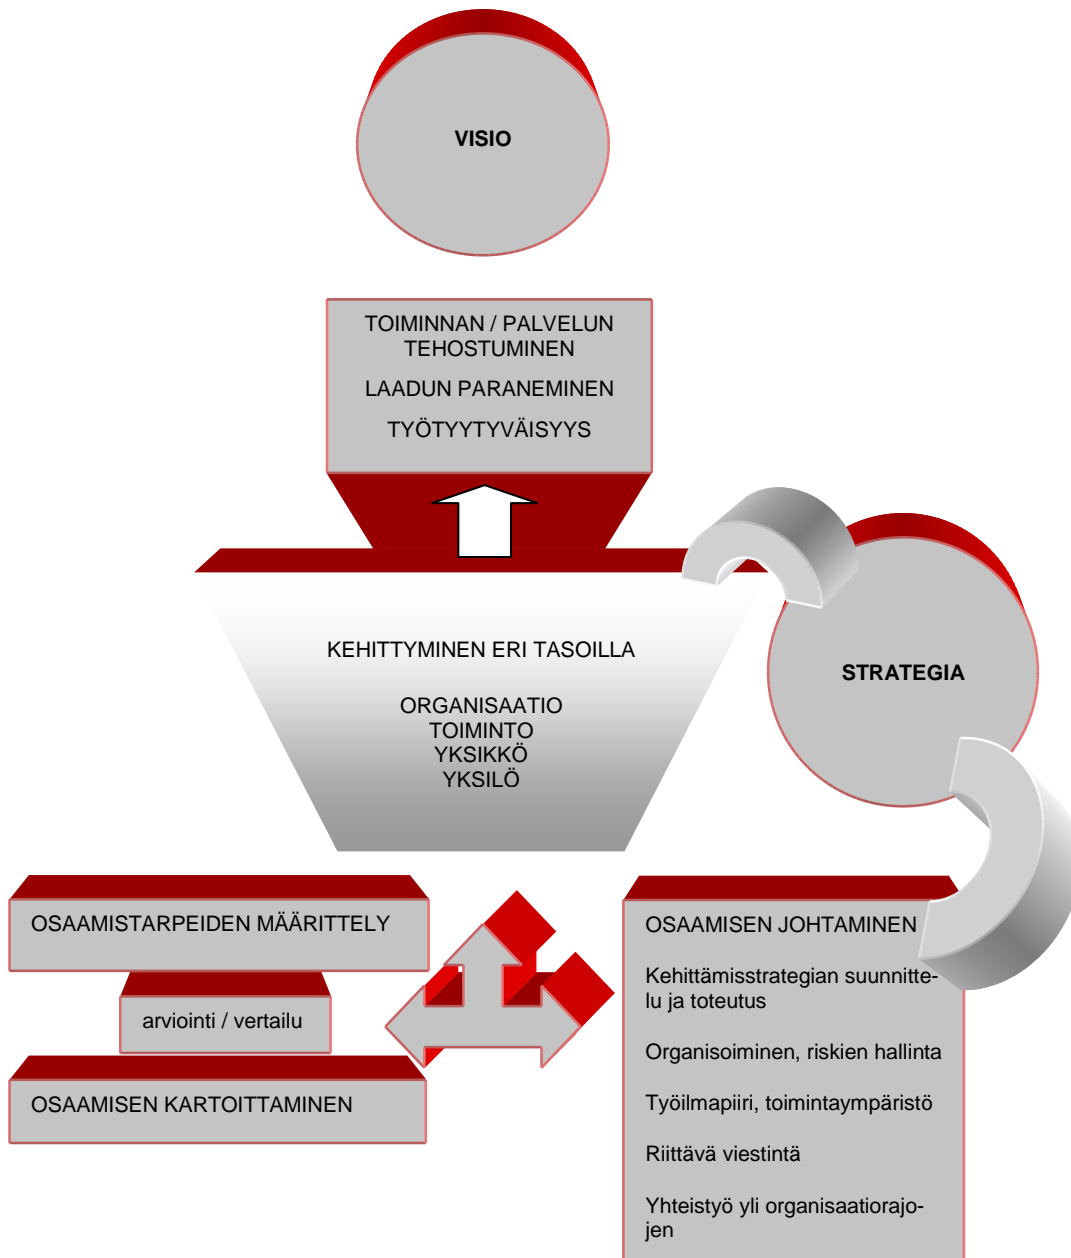 VISIO
TOIMINNAN / PALVELUN
TEHOSTUMINEN
LAADUN PARANEMINEN
TYÖTYYTYVÄISYYS
KEHITTYMINEN ERI TASOILLA
ORGANISAATIO
TOIMINTO
YKSIKKÖ
YKSILÖ
STRATEGIA
OSAAMISTARPEIDEN MÄÄRITTELY
arviointi / vertailu
OSAAMISEN KARTOITTAMINEN
OSAAMISEN JOHTAMINEN
Kehittämisstrategian suunnitte-
lu ja toteutus
Organisoiminen, riskien hallinta
Työilmapiiri, toimintaympäristö
Riittävä viestintä
Yhteistyö yli organisaatiorajo-
jen